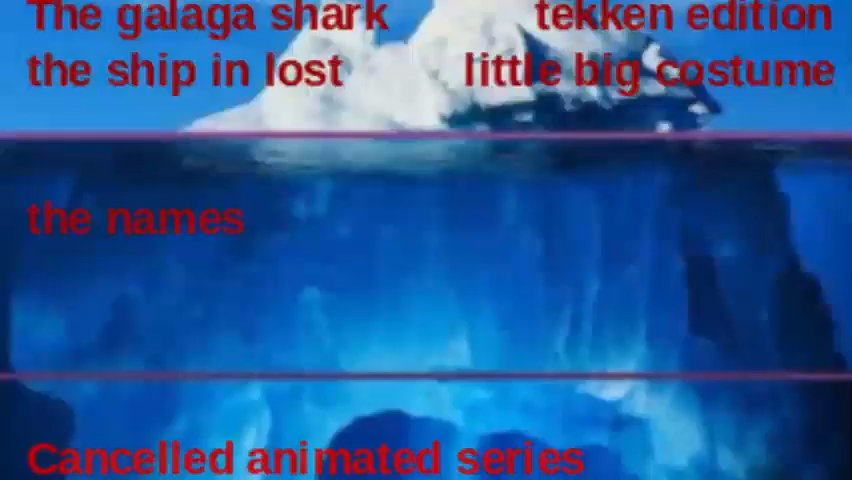 The galaga shark
tekken edition
the ship in lost
little big costume
the names
Cancelled animated series